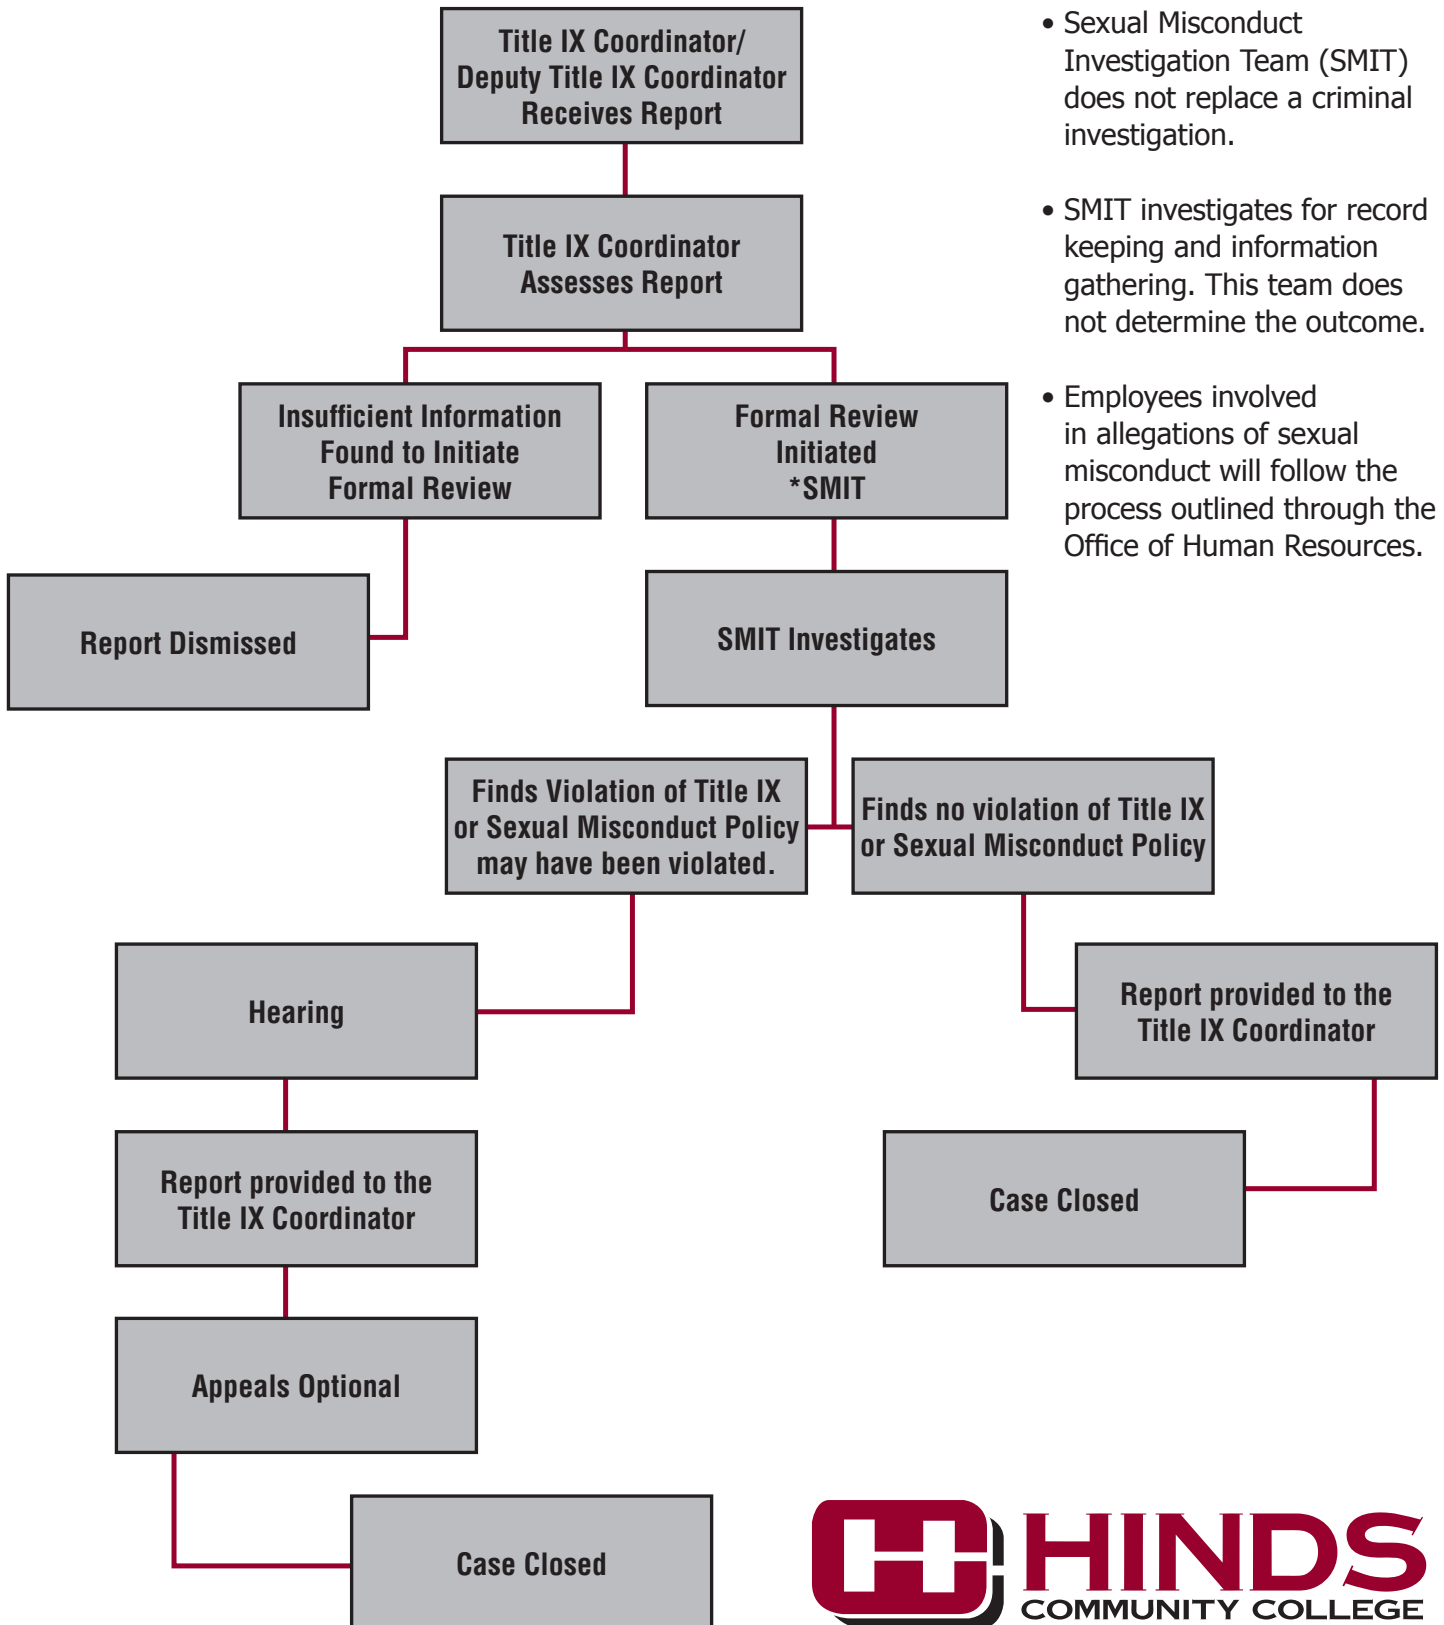 Title IX Coordinator/
Deputy Title IX Coordinator
Receives Report
Title IX Coordinator
Assesses Report
Insufficient Information
Found to Initiate
Formal Review
Formal Review
Initiated
*SMIT
Report Dismissed
SMIT Investigates
Finds Violation of Title IX
or Sexual Misconduct Policy
may have been violated.
Finds no violation of Title IX
or Sexual Misconduct Policy
Hearing
Report provided to the
Title IX Coordinator
Report provided to the
Title IX Coordinator
Case Closed
Appeals Optional
Case Closed
• Sexual Misconduct
Investigation Team (SMIT)
does not replace a criminal
investigation.
• SMIT investigates for record
keeping and information
gathering. This team does
not determine the outcome.
• Employees involved
in allegations of sexual
misconduct will follow the
process outlined through the
Office of Human Resources.
H
HINDS
COMMUNITY COLLEGE